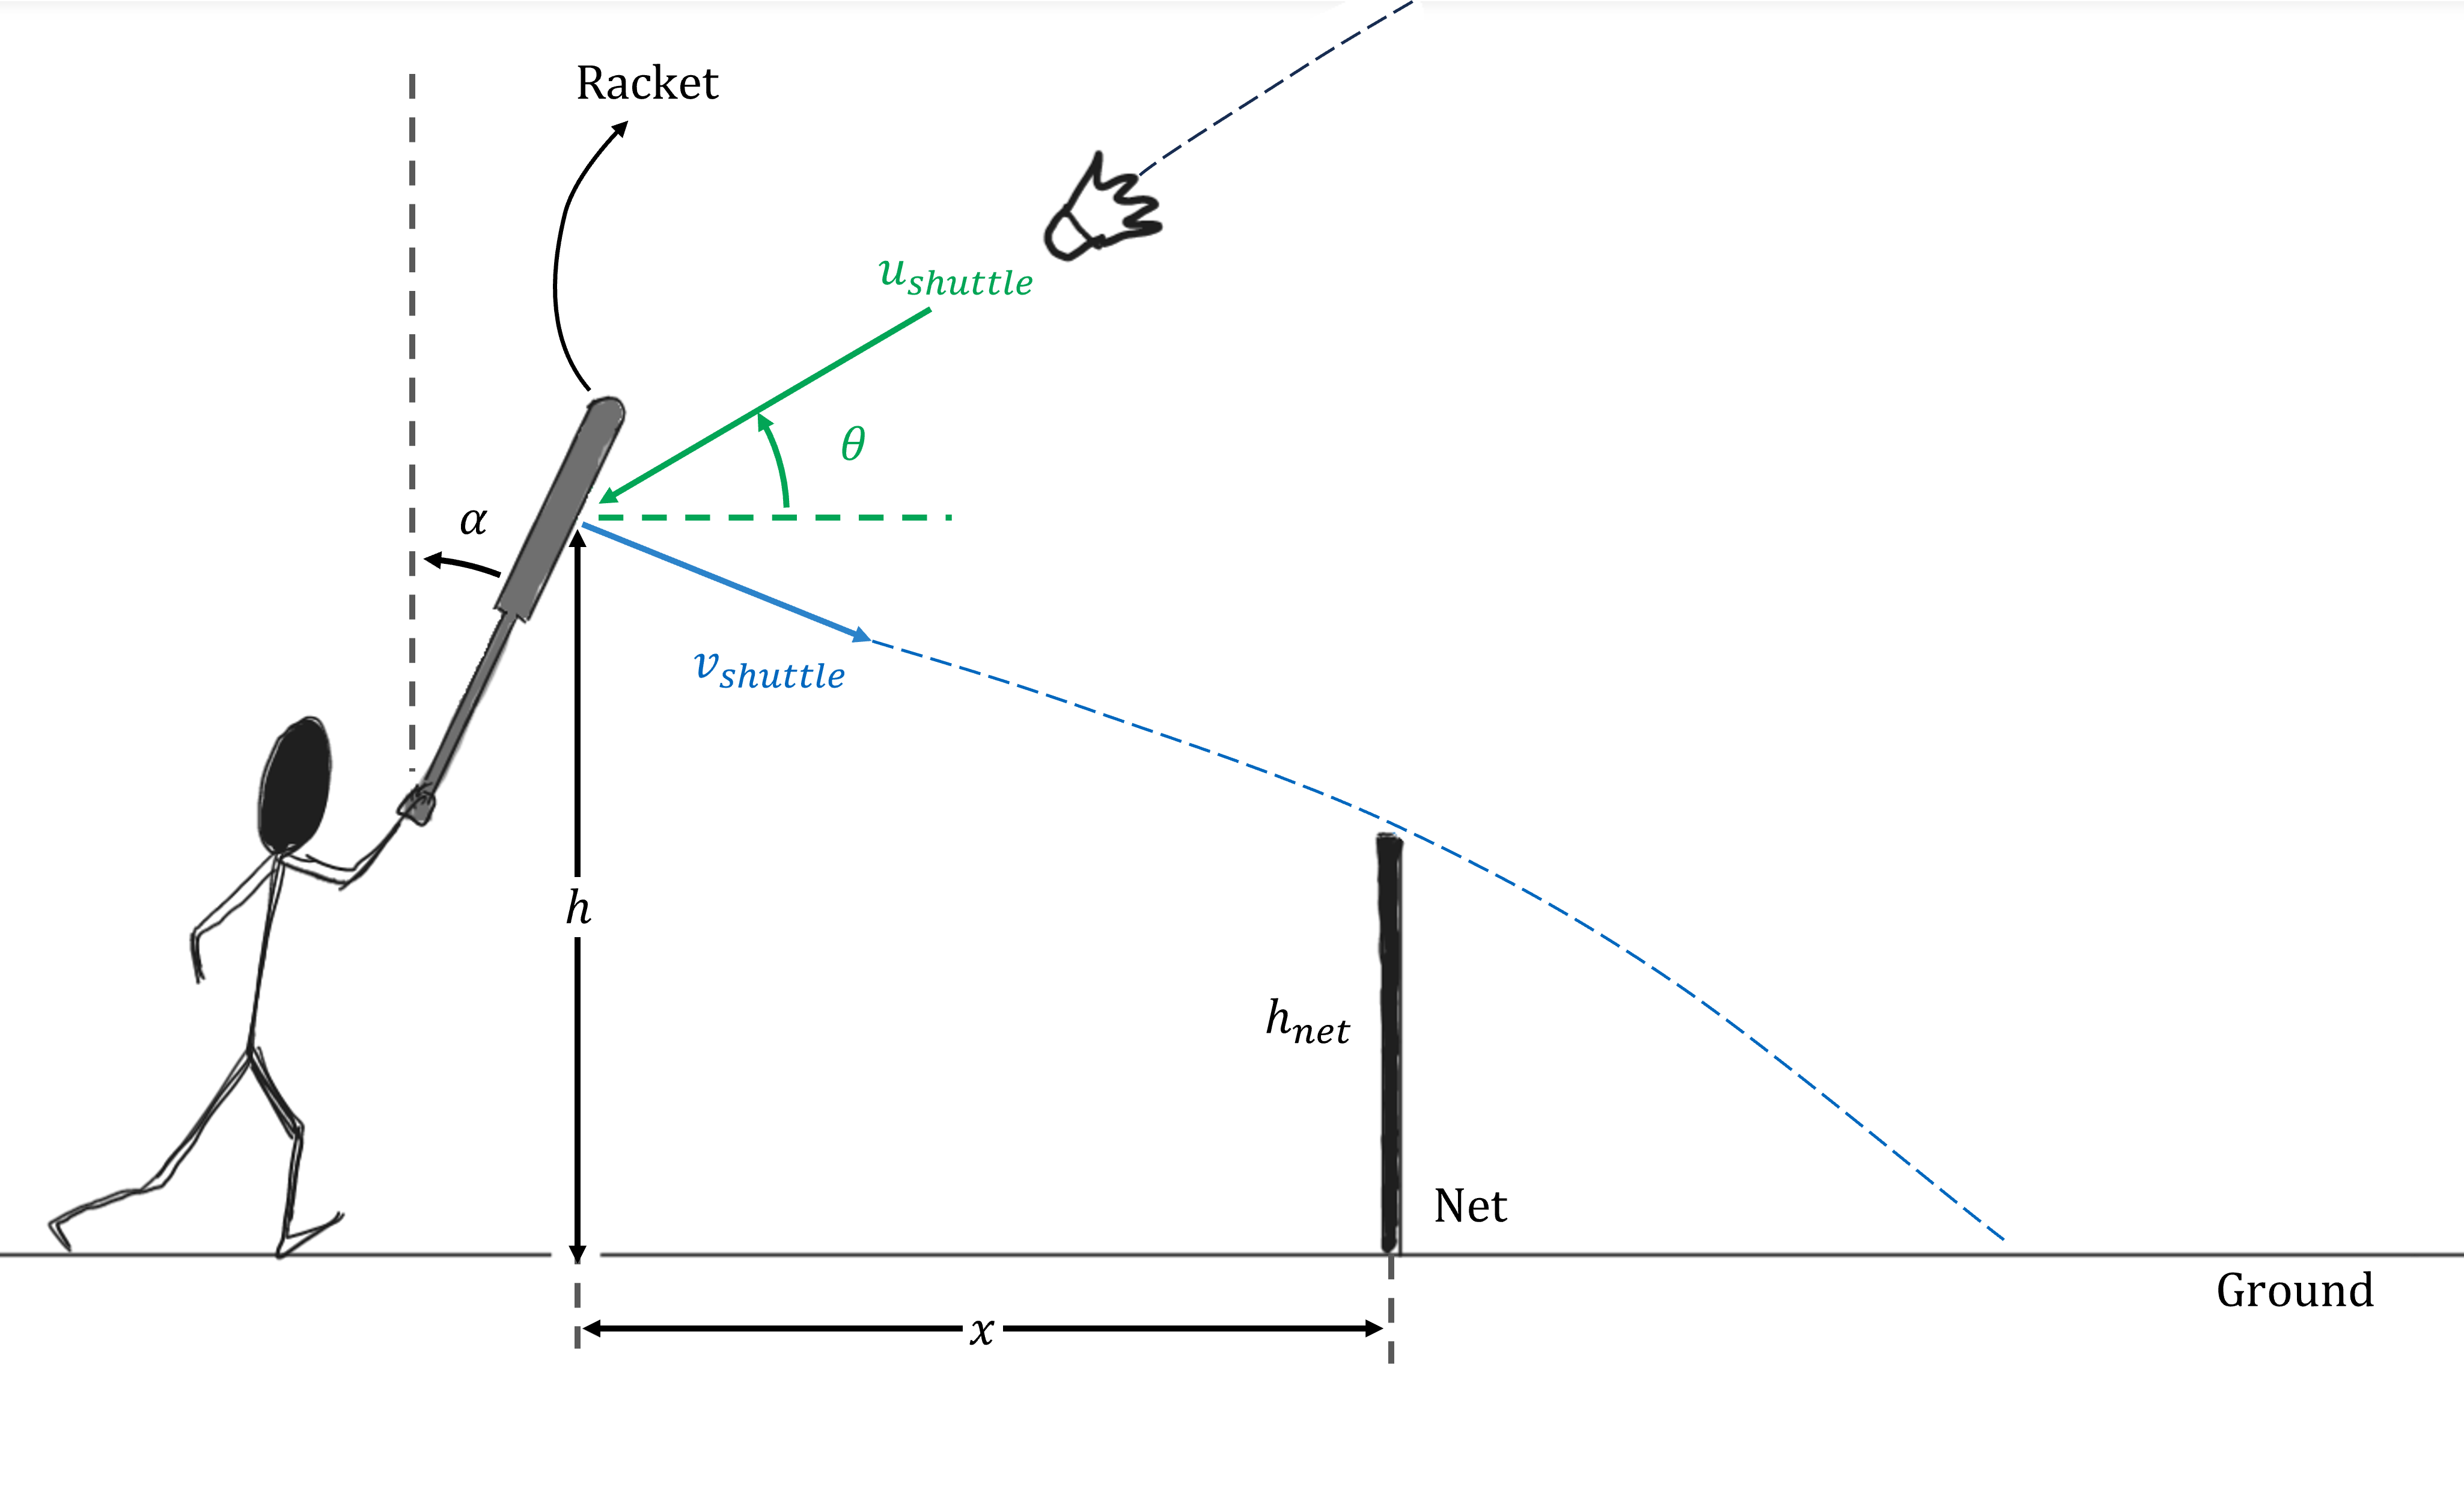 Racket
u_shuttle
θ
α
v_shuttle
h
h_net
Net
Ground
x